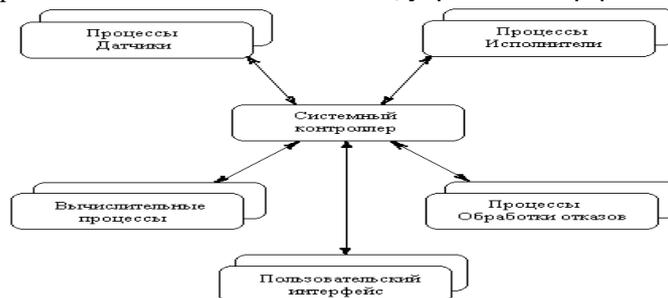 Процессы
Датчики
Процессы
Исполнители
Системный
контроллер
Вычислительные
процессы
Процессы
Обработки отказов
Пользовательский
интерфейс